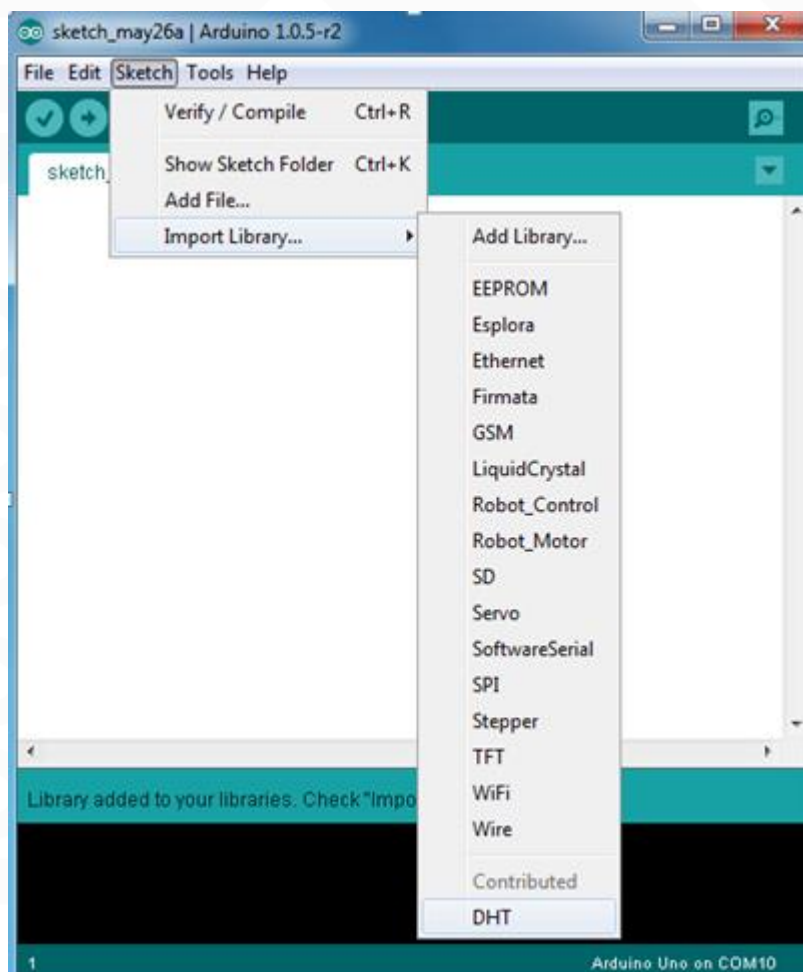 sketch_may26a | Arduino 1.0.5-r2
File Edit Sketch Tools Help
Verify / Compile Ctrl+R
Show Sketch Folder Ctrl+K
sketch_
Add File...
Import Library...
Add Library...
EEPROM
Esplora
Ethernet
Firmata
GSM
LiquidCrystal
Robot_Control
Robot_Motor
SD
Servo
SoftwareSerial
SPI
Stepper
TFT
WiFi
Wire
Contributed
DHT
Library added to your libraries. Check "Impo
1 Arduino Uno on COM10